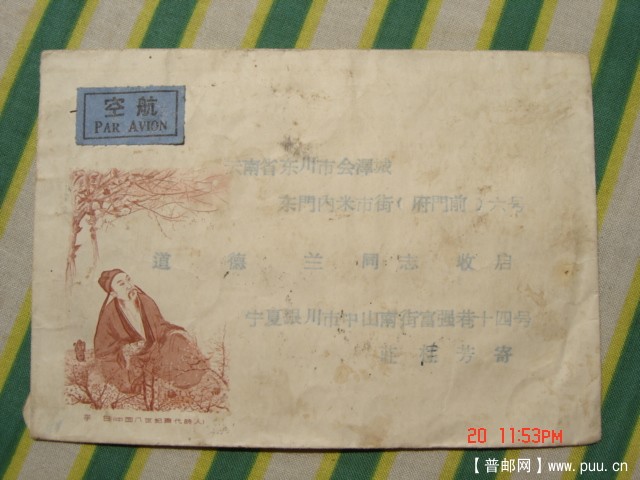 空航
PAR AVION
云南省东川市会泽城
东門内米市街(府門前)六号
道德兰同志收启
宁夏银川市中山南街富强巷十四号
桂芳寄
20 11:53PM
【普邮网】www.puu.cn